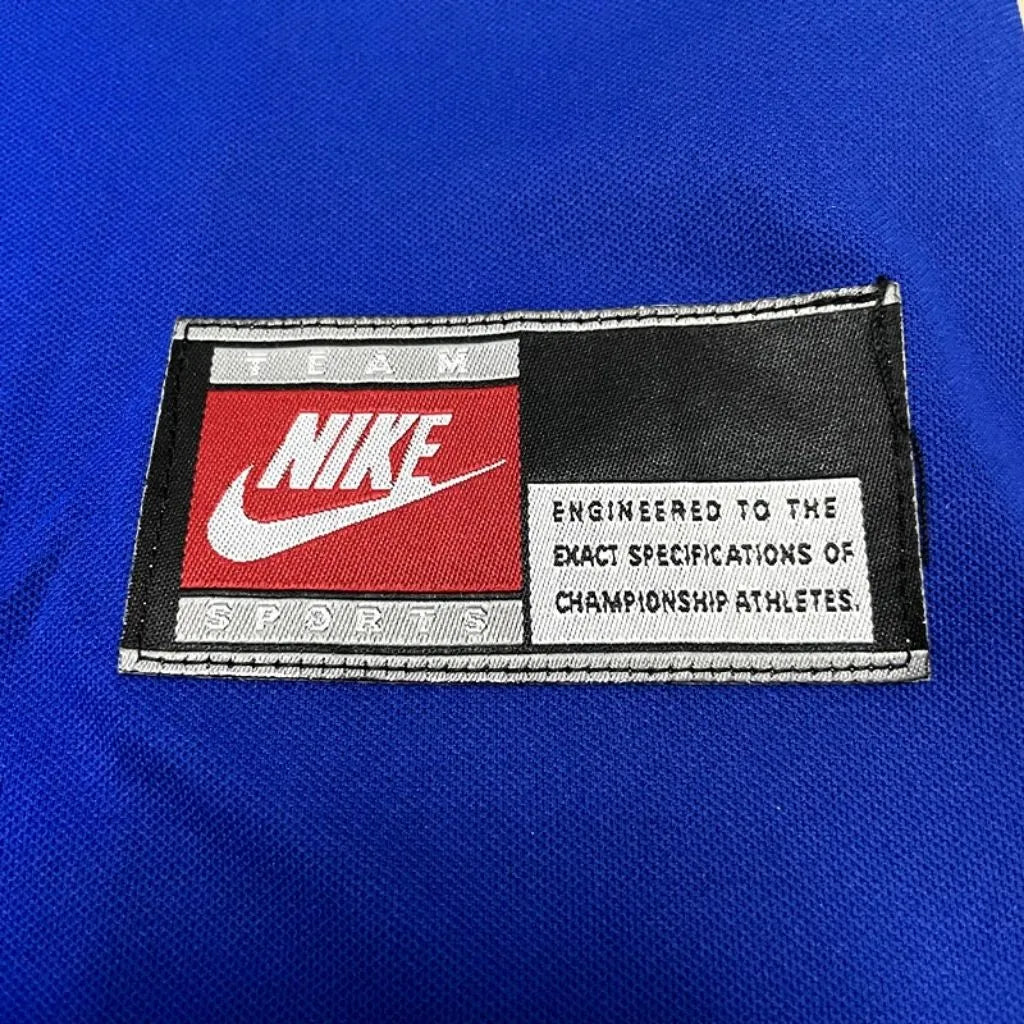 TEAM
NIKE
SPORTS
ENGINEERED TO THE
EXACT SPECIFICATIONS OF
CHAMPIONSHIP ATHLETES.